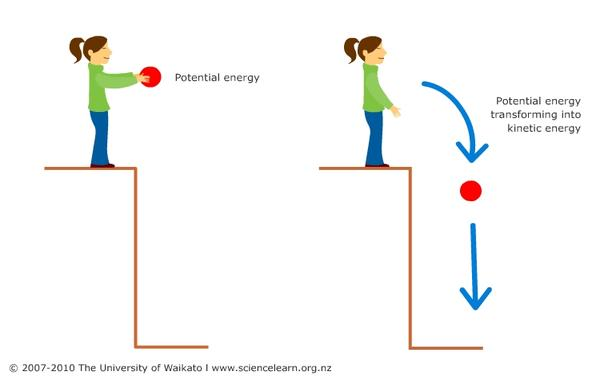 Potential energy
Potential energy
transforming into
kinetic energy
© 2007-2010 The University of Waikato I www.sciencelearn.org.nz